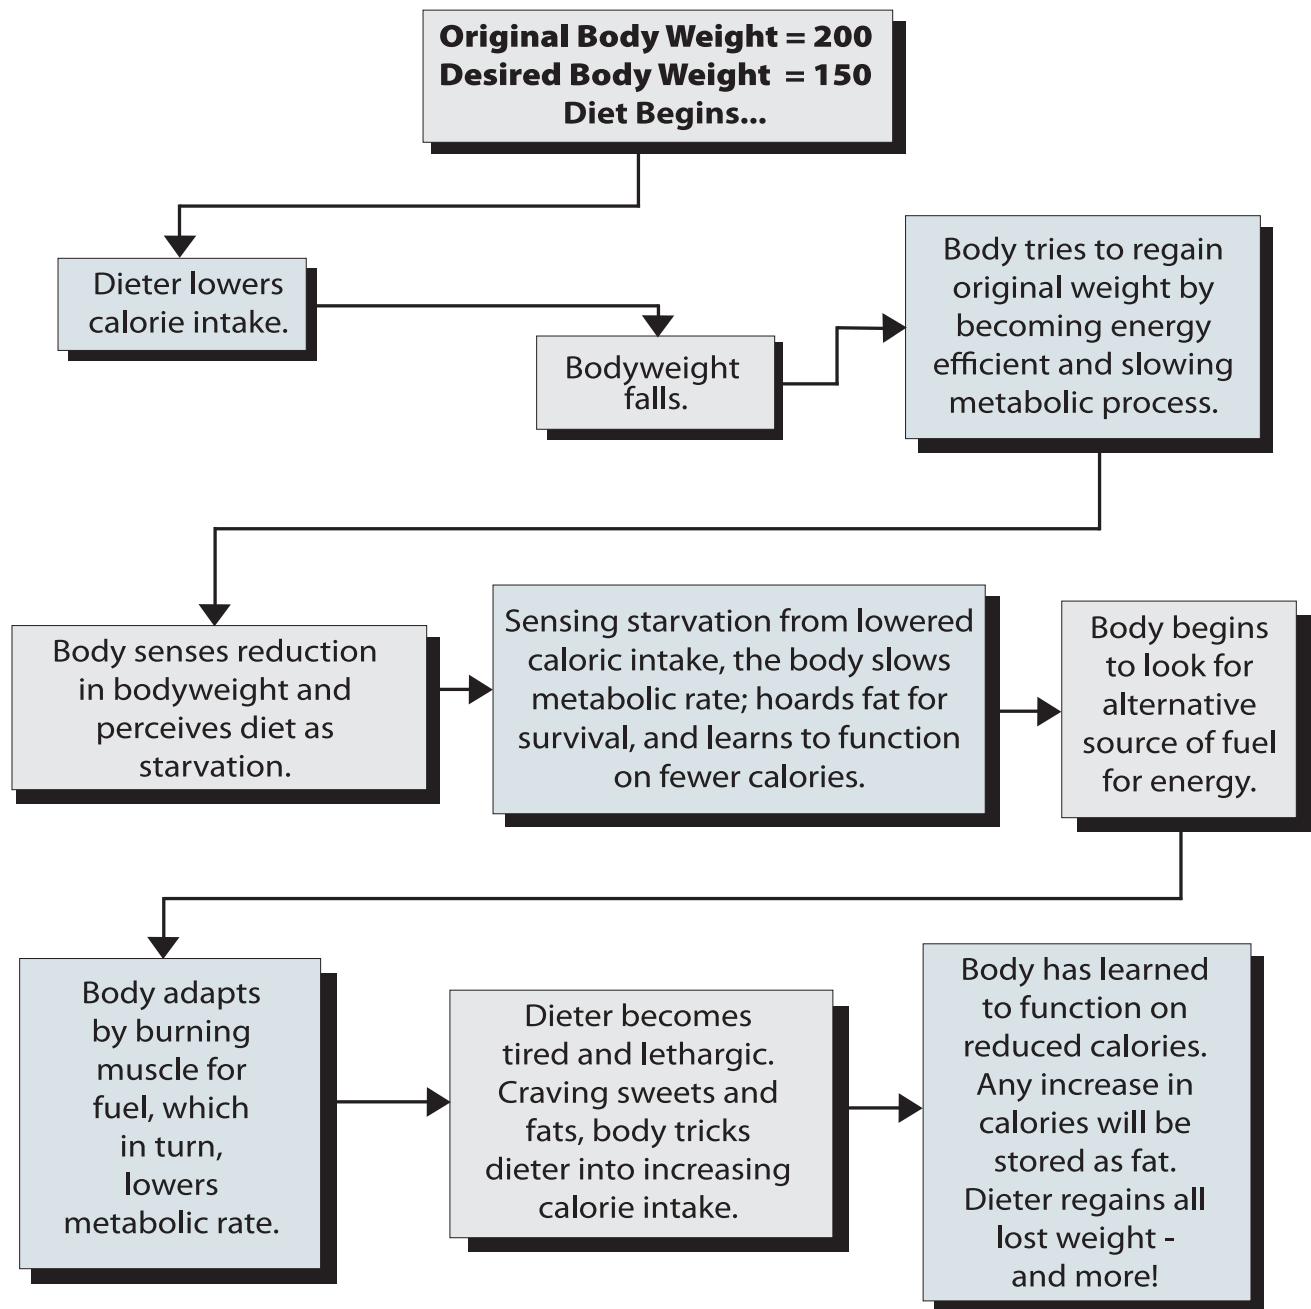 Original Body Weight = 200
Desired Body Weight = 150
Diet Begins...
Dieter lowers
calorie intake.
Bodyweight
falls.
Body tries to regain
original weight by
becoming energy
efficient and slowing
metabolic process.
Body senses reduction
in bodyweight and
perceives diet as
starvation.
Sensing starvation from lowered
caloric intake, the body slows
metabolic rate; hoards fat for
survival, and learns to function
on fewer calories.
Body begins
to look for
alternative
source of fuel
for energy.
Body adapts
by burning
muscle for
fuel, which
in turn,
lowers
metabolic rate.
Dieter becomes
tired and lethargic.
Craving sweets and
fats, body tricks
dieter into increasing
calorie intake.
Body has learned
to function on
reduced calories.
Any increase in
calories will be
stored as fat.
Dieter regains all
lost weight -
and more!